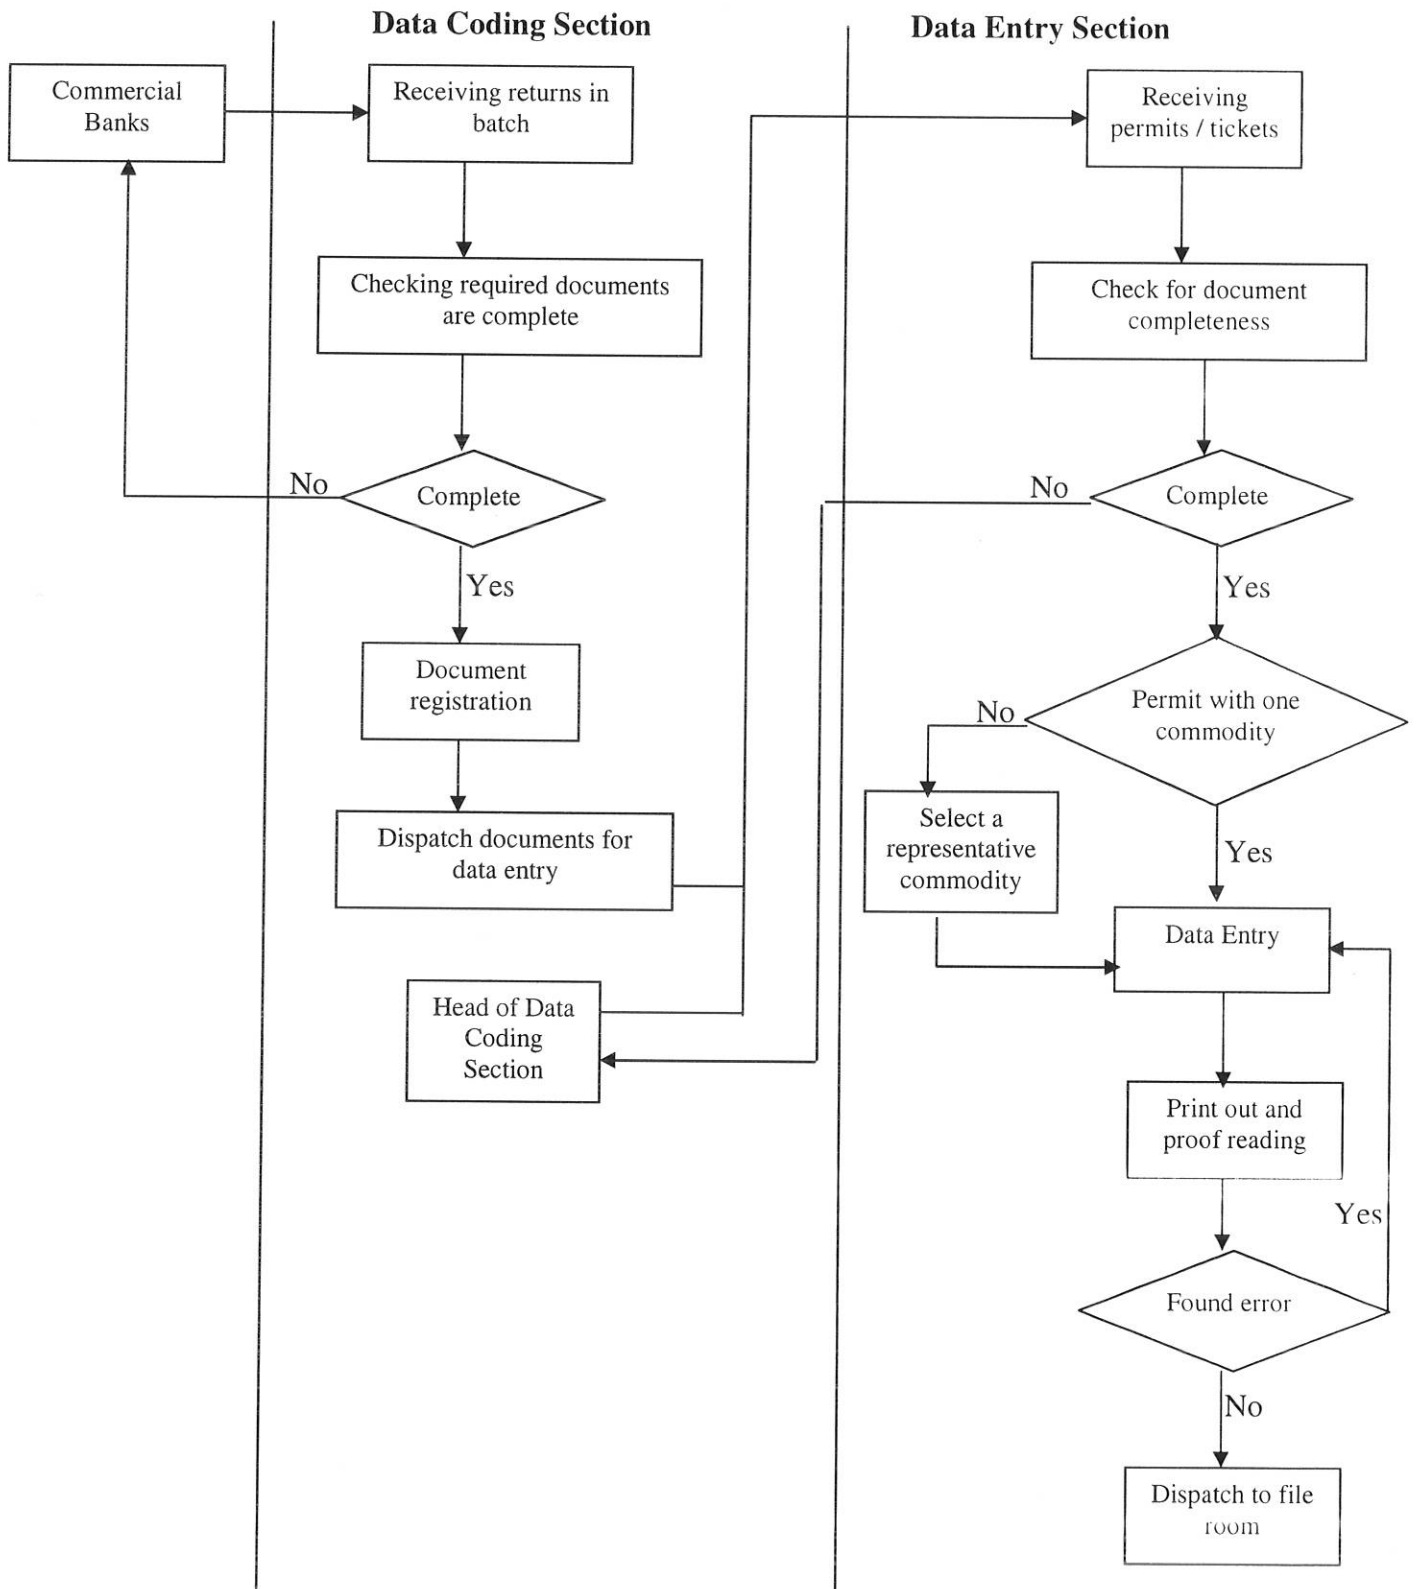 Data Coding Section
Data Entry Section
Commercial
Banks
Receiving returns in
batch
Checking required documents
are complete
No
Complete
Yes
Document
registration
Dispatch documents for
data entry
Head of Data
Coding
Section
Receiving
permits / tickets
Check for document
completeness
No
Complete
Yes
Permit with one
commodity
No
Select a
representative
commodity
Yes
Data Entry
Print out and
proof reading
Yes
Found error
No
Dispatch to file
room